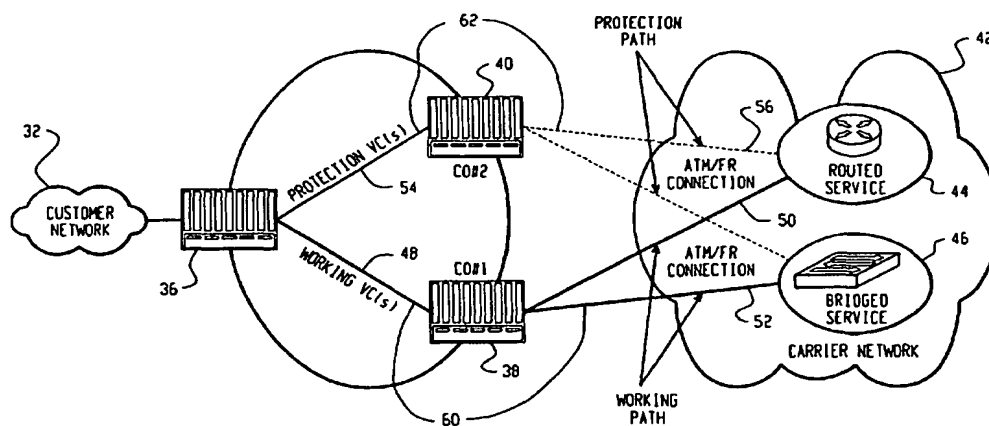 PROTECTION
PATH
42
62
40
32
56
PROTECTION VC(s)
ATM/FR
CONNECTION
ROUTED
SERVICE
CO#2
54
44
CUSTOMER
NETWORK
50
48
46
WORKING VC(s)
CO#1
ATM/FR
CONNECTION
36
BRIDGED
SERVICE
52
CARRIER NETWORK
38
60
WORKING
PATH